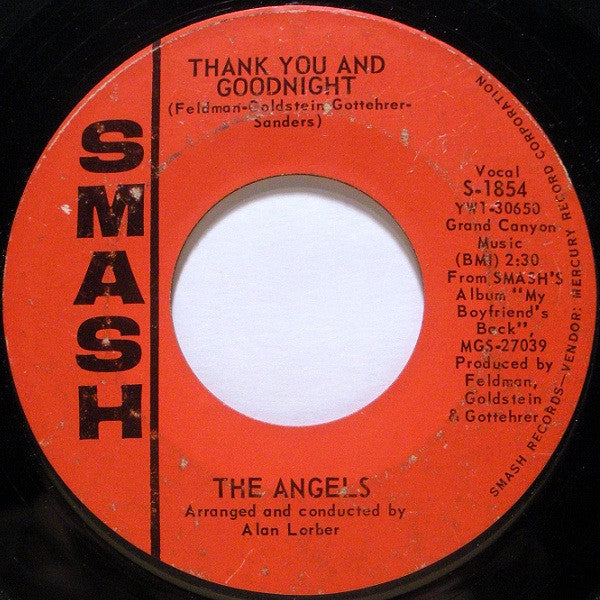 THANK YOU AND
GOODNIGHT
(Feldman-Goldstein-Gottehrer-
Sanders)
SMASH
Vocal
S-1854
YW1-30650
Grand Canyon
Music
(BMI) 2:30
From SMASH'S
Album "My
Boyfriend's
Back",
MGS-27039
Produced by
Feldman,
Goldstein
& Gottehrer
SMASH RECORDS—VENDOR: MERCURY RECORD CORPORATION
THE ANGELS
Arranged and conducted by
Alan Lorber